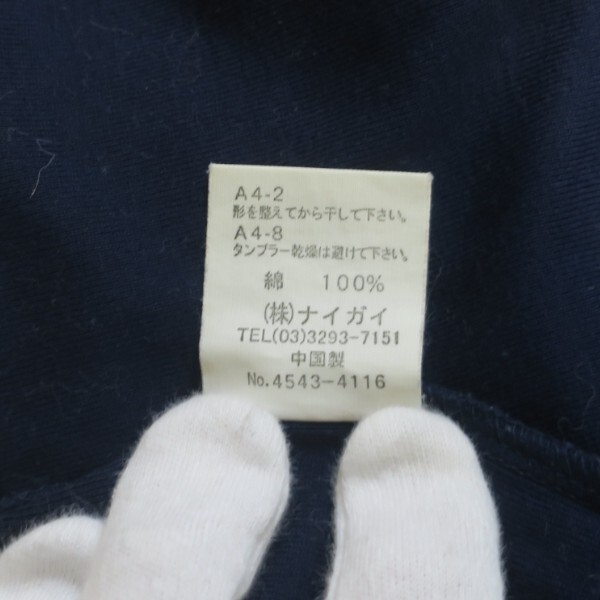 A4-2
形を整えてから干して下さい。
A4-8
タンブラー乾燥は避けて下さい。
綿 100%
(株)ナイガイ
TEL(03)3293-7151
中国製
No.4543-4116